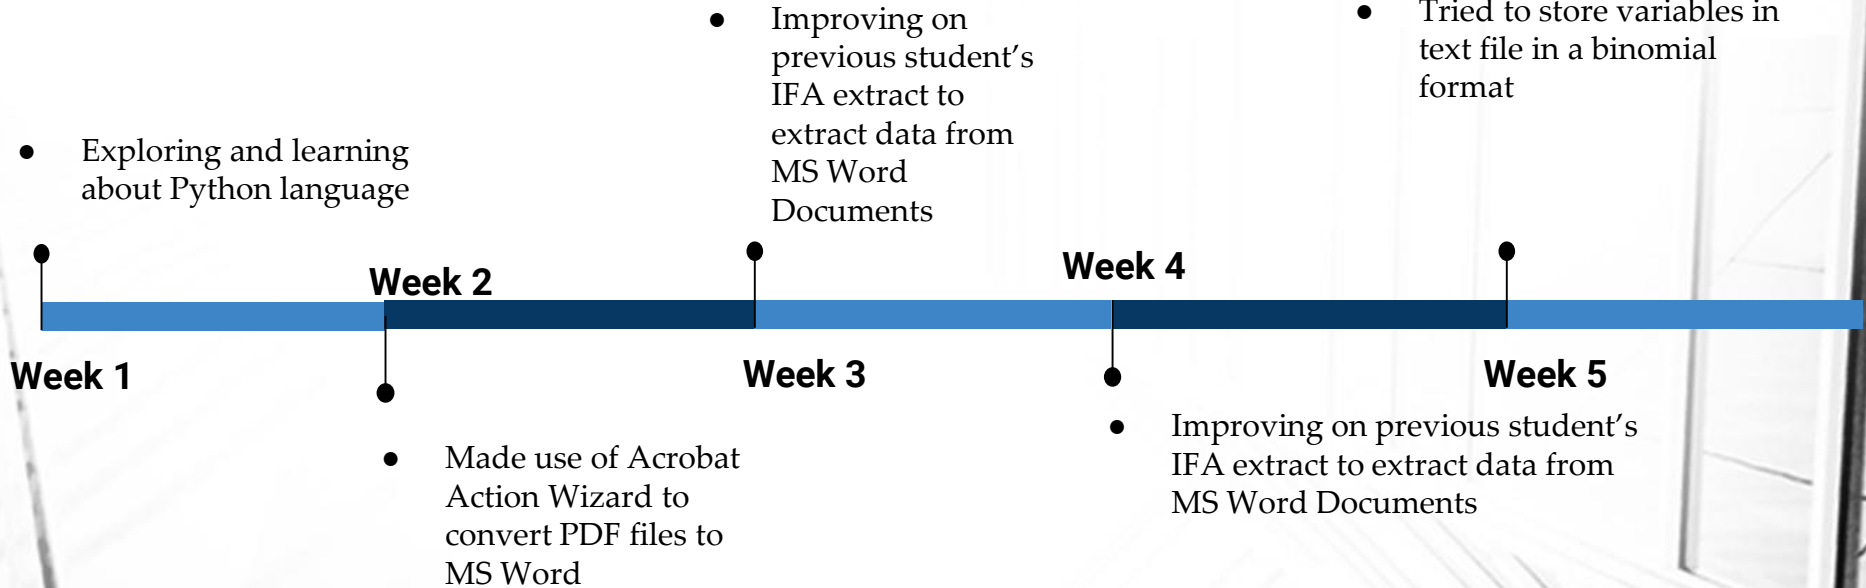 ● Exploring and learning
about Python language
Week 1
Week 2
● Made use of Acrobat
Action Wizard to
convert PDF files to
MS Word
● Improving on
previous student’s
IFA extract to
extract data from
MS Word
Documents
Week 3
Week 4
● Improving on previous student’s
IFA extract to extract data from
MS Word Documents
● Tried to store variables in
text file in a binomial
format
Week 5